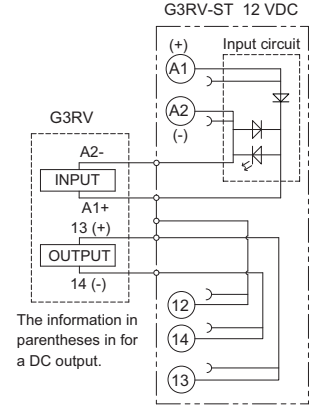 G3RV-ST 12 VDC
(+)
Input circuit
A1
A2
(-)
G3RV
A2-
INPUT
A1+
13 (+)
OUTPUT
14 (-)
12
14
13
The information in
parentheses in for
a DC output.